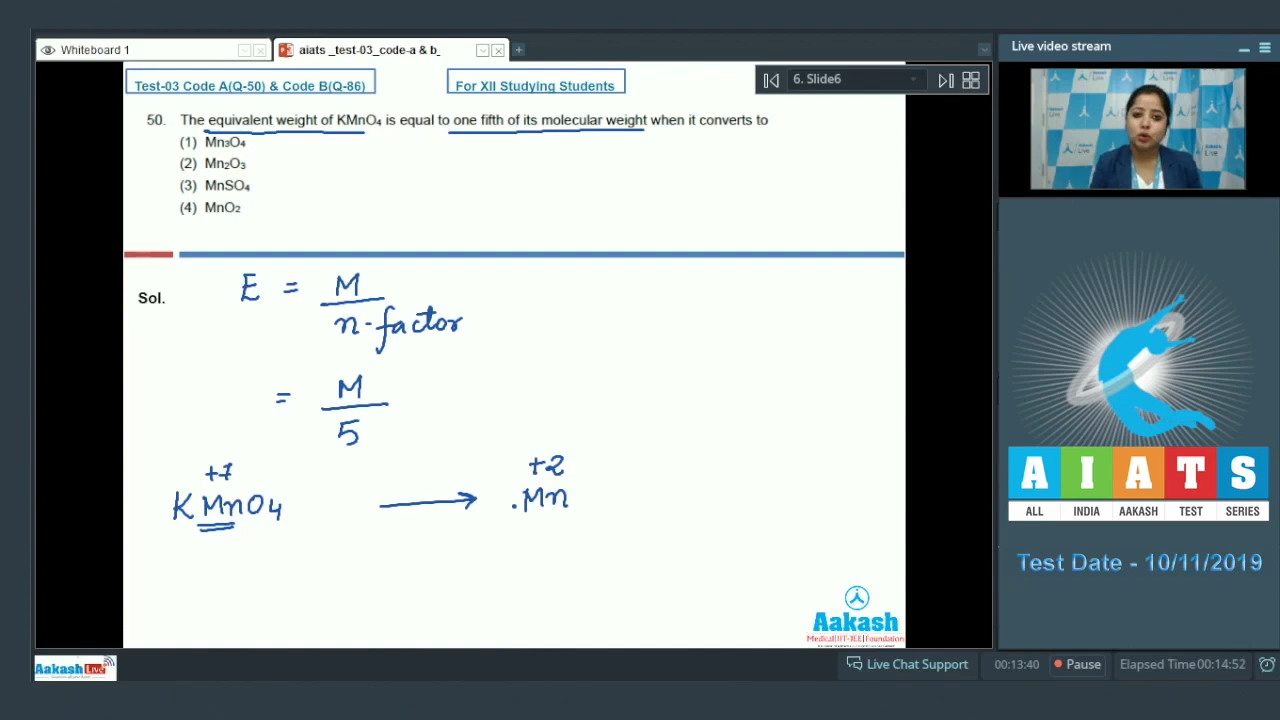 Whiteboard 1
aiats _test-03_code-a & b_
Live video stream
Test-03 Code A(Q-50) & Code B(Q-86)
For XII Studying Students
6. Slide6
50. The equivalent weight of KMnO4 is equal to one fifth of its molecular weight when it converts to
(1) Mn3O4
(2) Mn2O3
(3) MnSO4
(4) MnO2
Sol.
E = M
n-factor
= M
5
+7
KMnO4
+2
.Mn
AIATS
ALL INDIA AAKASH TEST SERIES
Test Date - 10/11/2019
Aakash
Medical|IIT-JEE|Foundation
Aakash Live
Live Chat Support
00:13:40
Pause
Elapsed Time 00:14:52